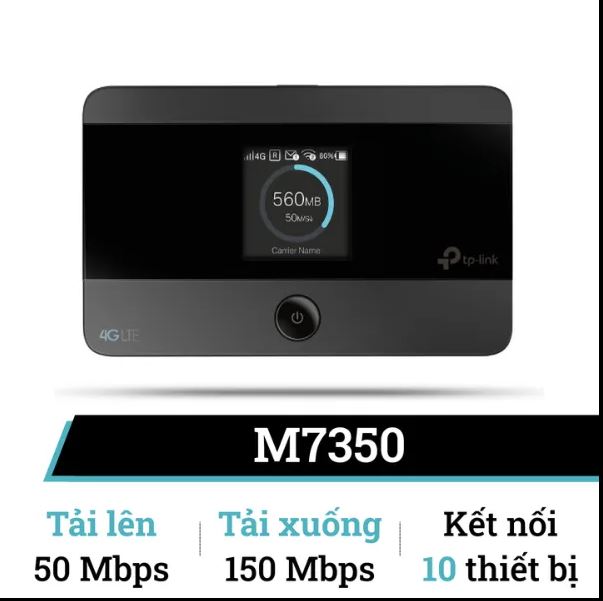 4G R 80%
560MB
50M/S
Carrier Name
tp-link
4G LTE
M7350
Tải lên
50 Mbps
Tải xuống
150 Mbps
Kết nối
10 thiết bị